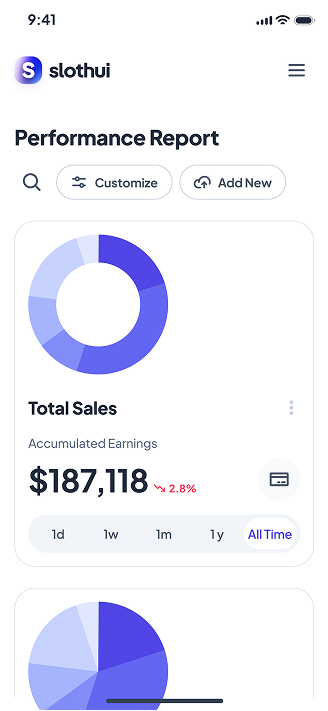 9:41
S slothui
Performance Report
Customize Add New
Total Sales
Accumulated Earnings
$187,118 2.8%
1d 1w 1m 1y All Time